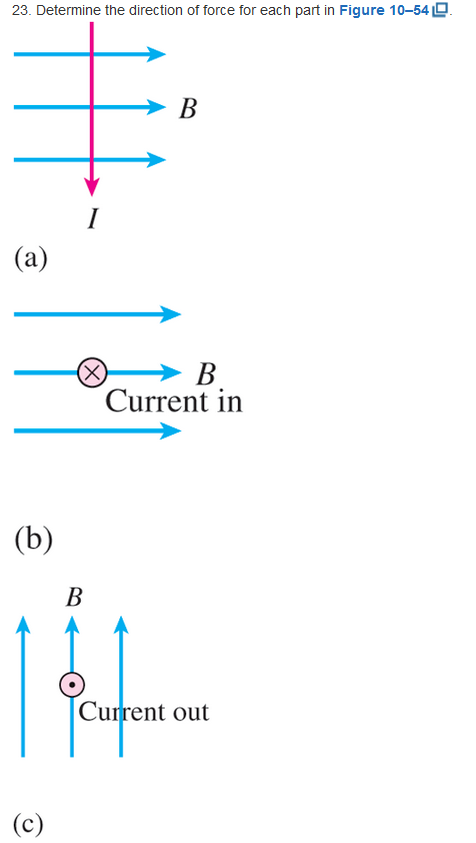 23. Determine the direction of force for each part in Figure 10–54.
B
I
(a)
B
Current in
(b)
B
Current out
(c)